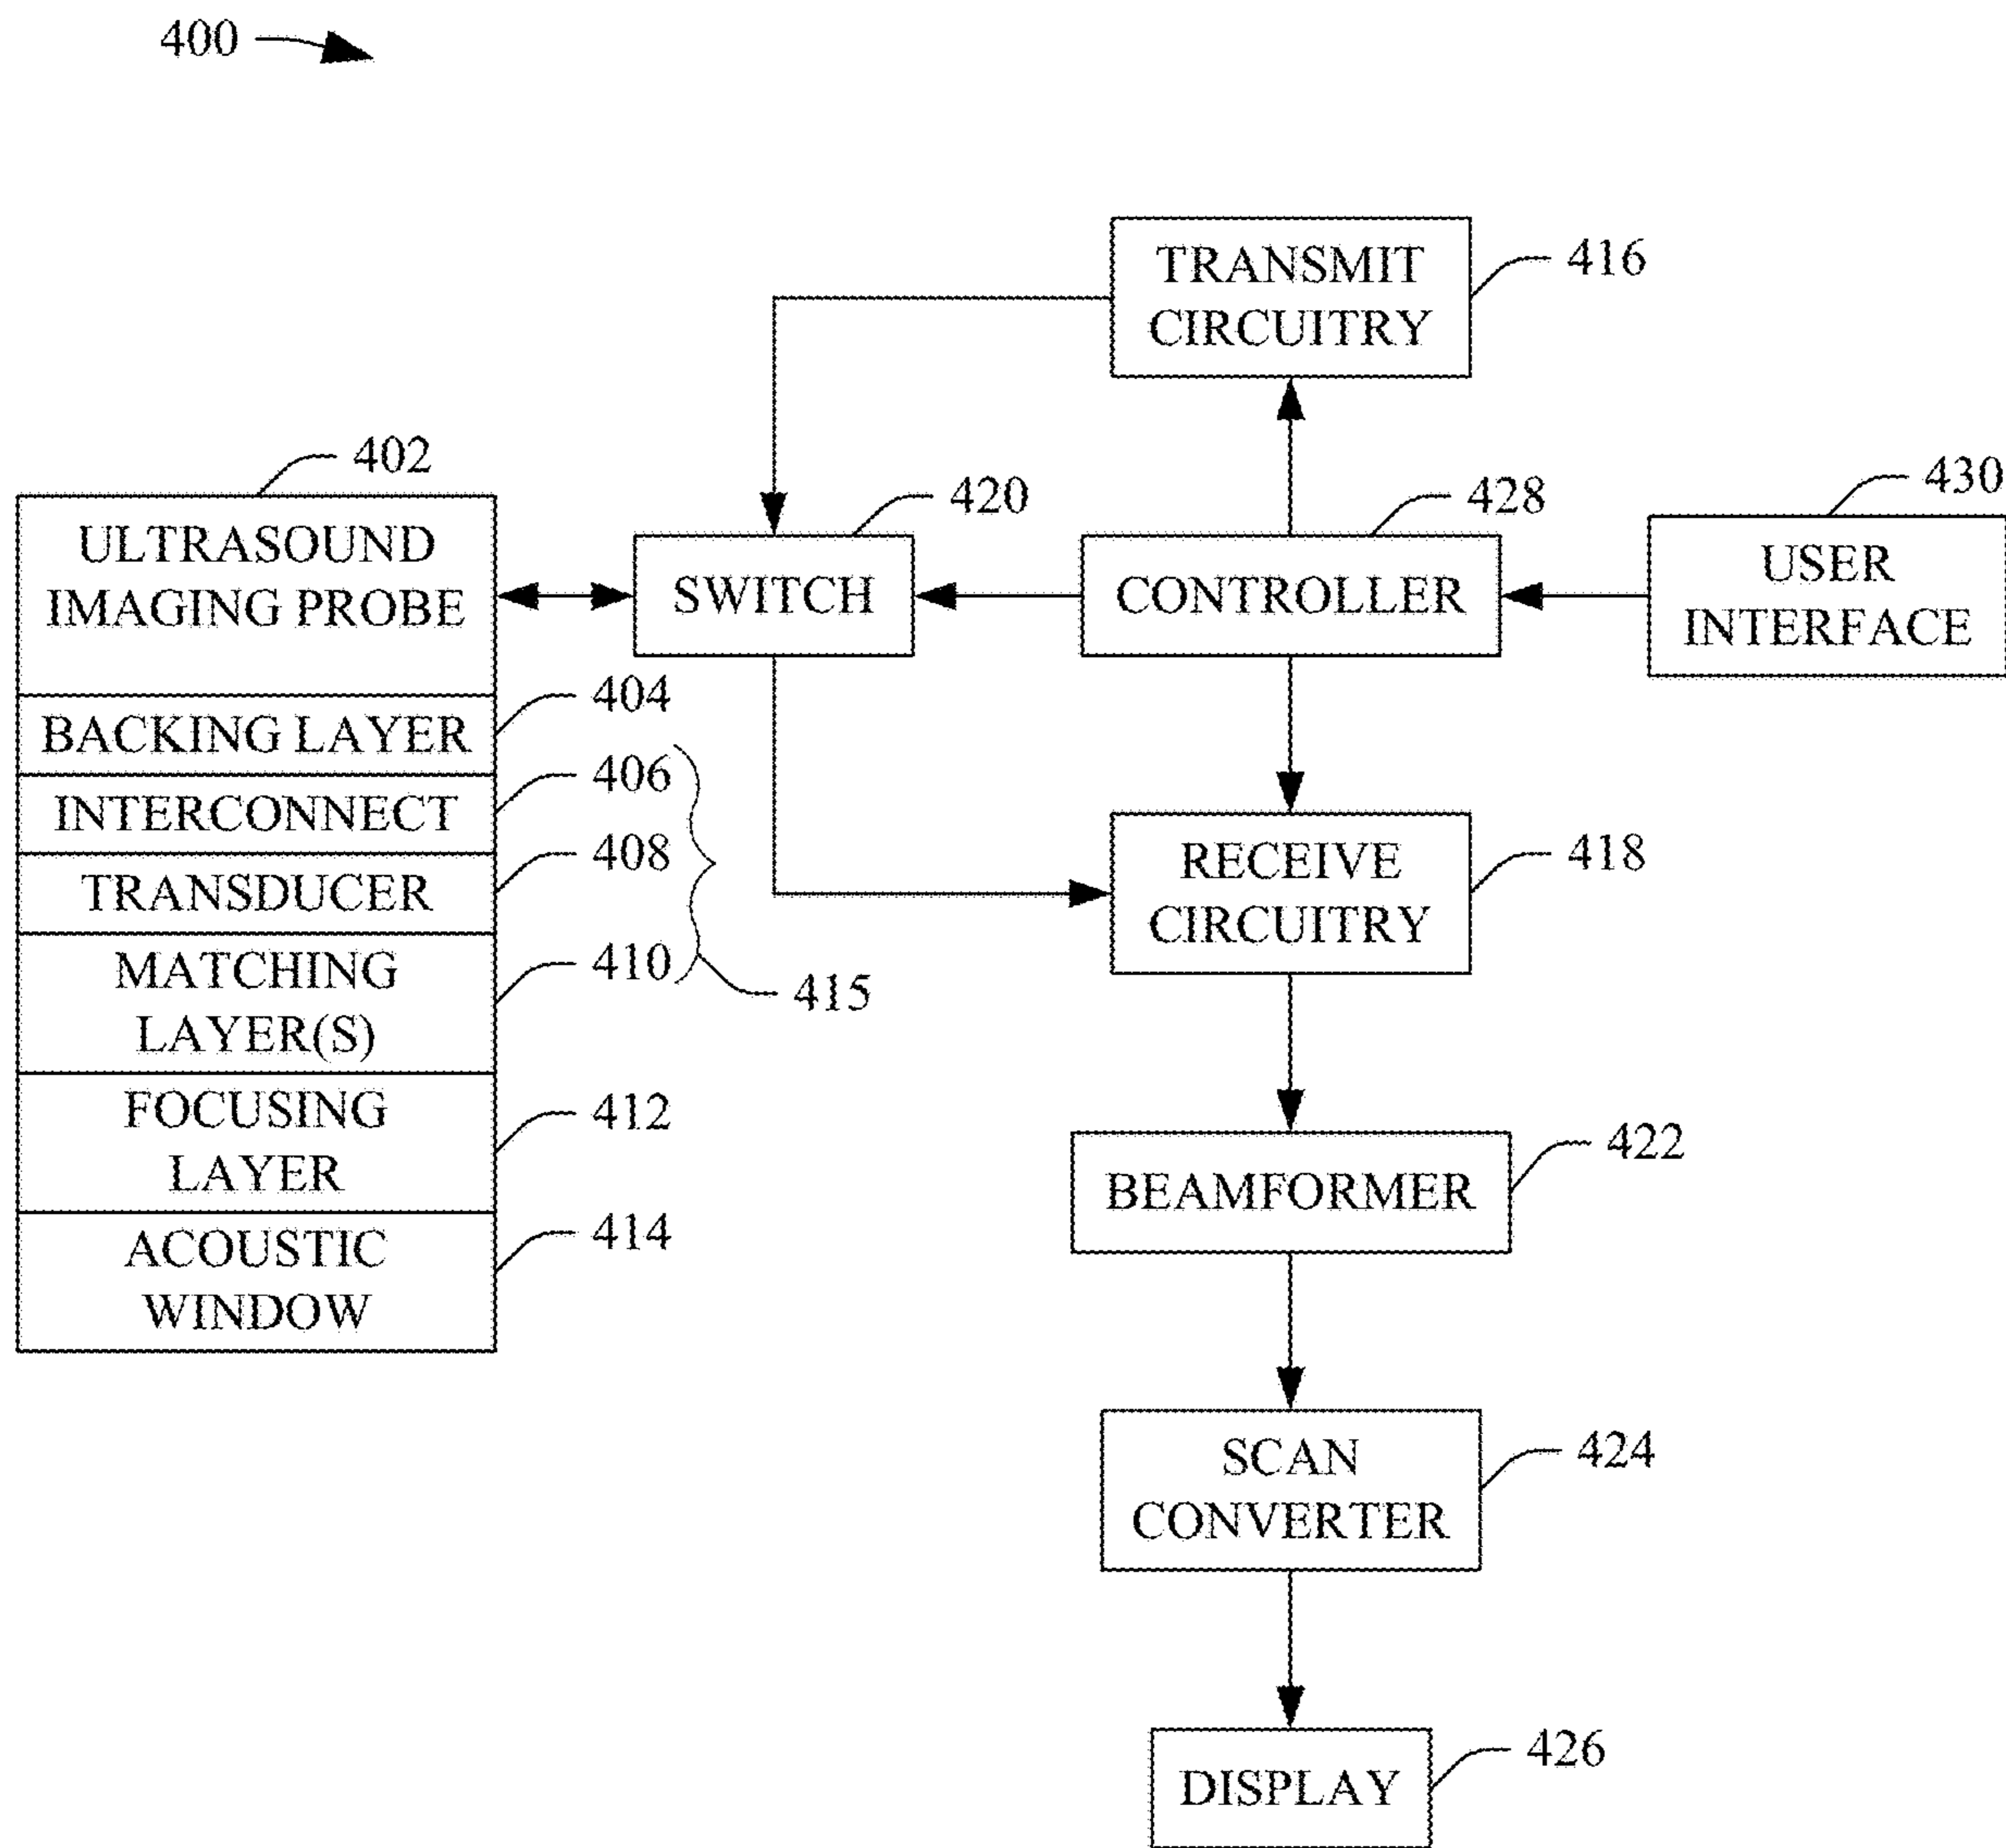 400
TRANSMIT
CIRCUITRY
416
402
ULTRASOUND
IMAGING PROBE
420
SWITCH
428
CONTROLLER
430
USER
INTERFACE
BACKING LAYER
404
INTERCONNECT
406
TRANSDUCER
408
MATCHING
LAYER(S)
410
415
FOCUSING
LAYER
412
ACOUSTIC
WINDOW
414
RECEIVE
CIRCUITRY
418
BEAMFORMER
422
SCAN
CONVERTER
424
DISPLAY
426